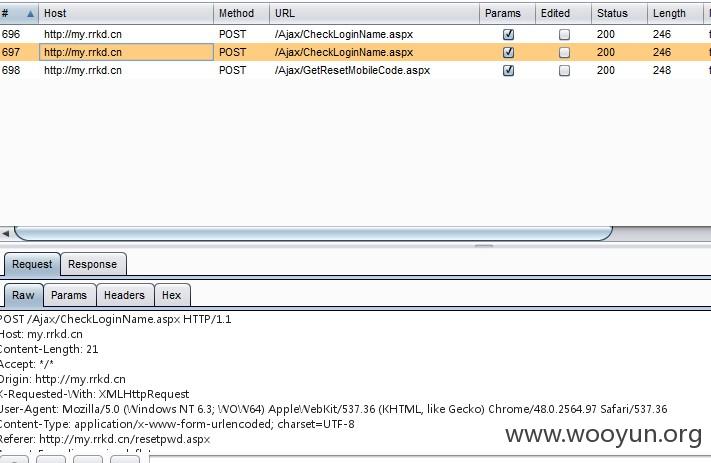 # Host Method URL Params Edited Status Length
696 http://my.rrkd.cn POST /Ajax/CheckLoginName.aspx 200 246
697 http://my.rrkd.cn POST /Ajax/CheckLoginName.aspx 200 246
698 http://my.rrkd.cn POST /Ajax/GetResetMobileCode.aspx 200 248
Request Response
Raw Params Headers Hex
POST /Ajax/CheckLoginName.aspx HTTP/1.1
Host: my.rrkd.cn
Content-Length: 21
Accept: */*
Origin: http://my.rrkd.cn
X-Requested-With: XMLHttpRequest
User-Agent: Mozilla/5.0 (Windows NT 6.3; WOW64) AppleWebKit/537.36 (KHTML, like Gecko) Chrome/48.0.2564.97 Safari/537.36
Content-Type: application/x-www-form-urlencoded; charset=UTF-8
Referer: http://my.rrkd.cn/resetpwd.aspx
www.wooyun.org